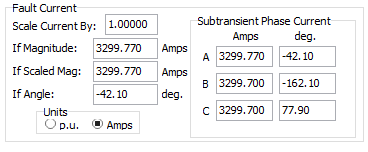 Fault Current
Scale Current By: 1.00000
If Magnitude: 3299.770 Amps
If Scaled Mag: 3299.770 Amps
If Angle: -42.10 deg.
Units
p.u. Amps
Subtransient Phase Current
Amps deg.
A 3299.770 -42.10
B 3299.700 -162.10
C 3299.700 77.90